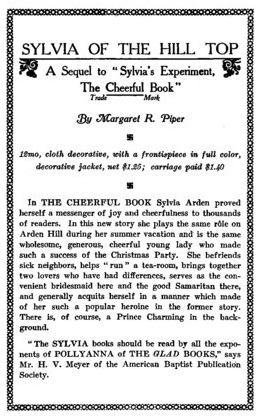 SYLVIA OF THE HILL TOP
A Sequel to "Sylvia's Experiment,
The Cheerful Book"
Trade Mark
By Margaret R. Piper
12mo, cloth decorative, with a frontispiece in full color,
decorative jacket, net $1.25; carriage paid $1.40
In THE CHEERFUL BOOK Sylvia Arden proved
herself a messenger of joy and cheerfulness to thousands
of readers. In this new story she plays the same rôle on
Arden Hill during her summer vacation and is the same
wholesome, generous, cheerful young lady who made
such a success of the Christmas Party. She befriends
sick neighbors, helps "run" a tea-room, brings together
two lovers who have had differences, serves as the con-
venient bridesmaid here and the good Samaritan there,
and generally acquits herself in a manner which made
of her such a popular heroine in the former story.
There is, of course, a Prince Charming in the back-
ground.
"The SYLVIA books should be read by all the expo-
nents of POLLYANNA of THE GLAD BOOKS," says
Mr. H. V. Meyer of the American Baptist Publication
Society.